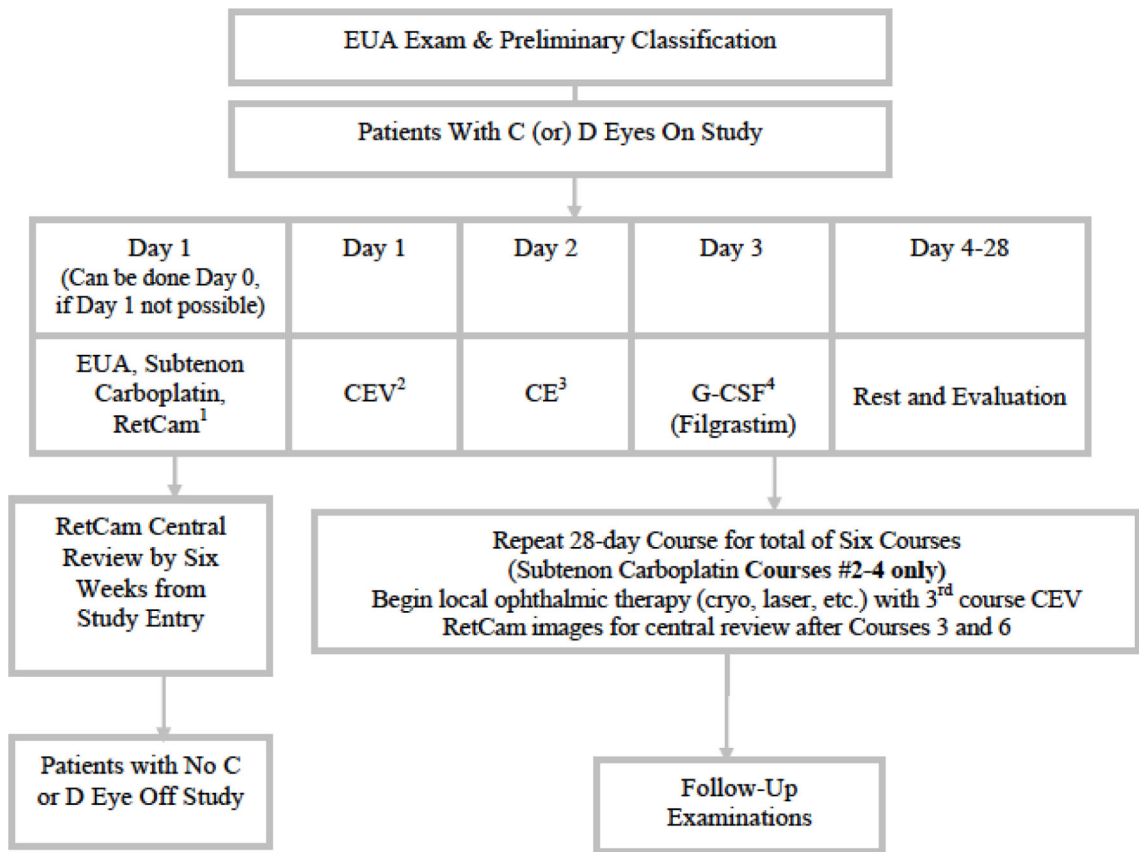 EUA Exam & Preliminary Classification
Patients With C (or) D Eyes On Study
Day 1
(Can be done Day 0,
if Day 1 not possible)
Day 1
Day 2
Day 3
Day 4-28
EUA, Subtenon
Carboplatin,
RetCam1
CEV2
CE3
G-CSF4
(Filgrastim)
Rest and Evaluation
RetCam Central
Review by Six
Weeks from
Study Entry
Repeat 28-day Course for total of Six Courses
(Subtenon Carboplatin Courses #2-4 only)
Begin local ophthalmic therapy (cryo, laser, etc.) with 3rd course CEV
RetCam images for central review after Courses 3 and 6
Patients with No C
or D Eye Off Study
Follow-Up
Examinations